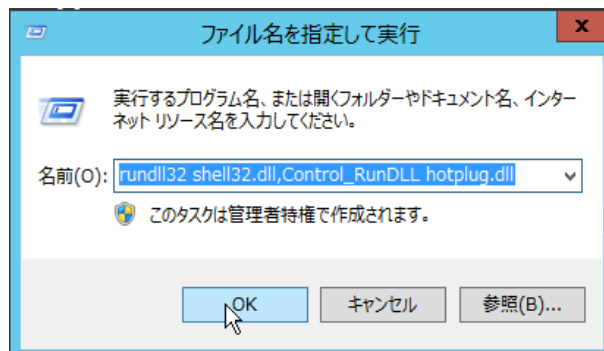 ファイル名を指定して実行
x
実行するプログラム名、または開くフォルダーやドキュメント名、インター
ネット リソース名を入力してください。
名前(O): rundll32 shell32.dll,Control_RunDLL hotplug.dll
このタスクは管理者特権で作成されます。
OK キャンセル 参照(B)...